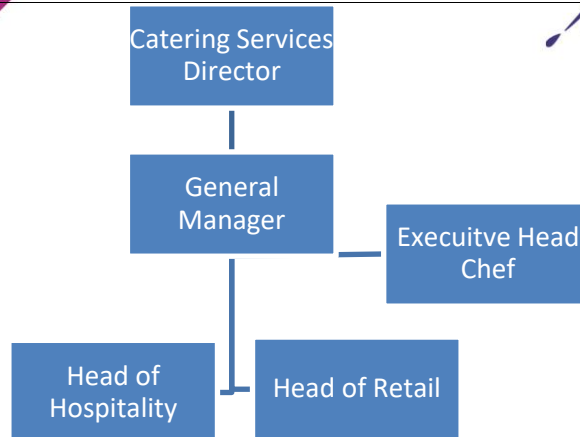 Catering Services
Director
General
Manager
Execuitve Head
Chef
Head of
Hospitality
Head of Retail